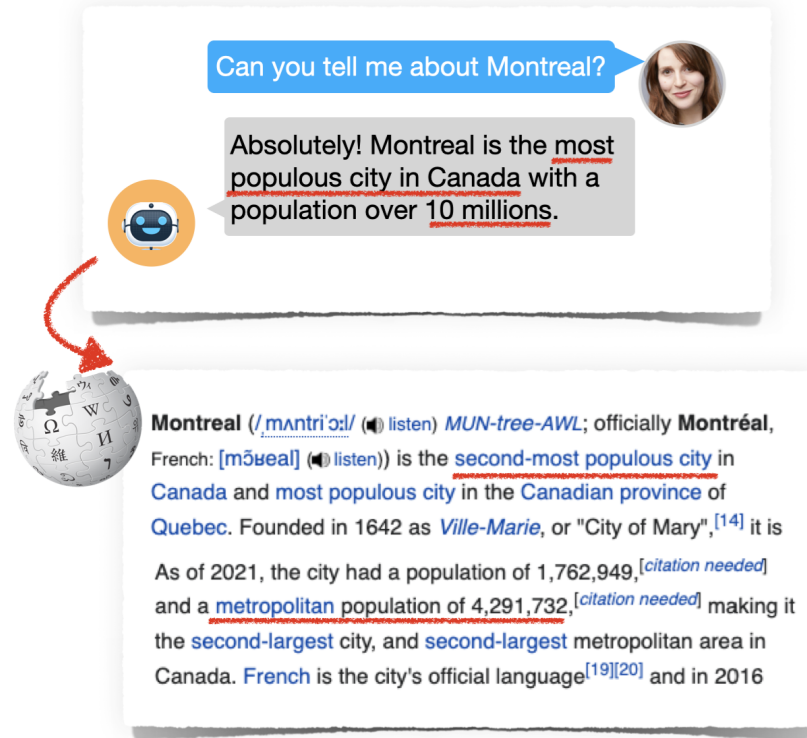 Can you tell me about Montreal?
Absolutely! Montreal is the most
populous city in Canada with a
population over 10 millions.
Ω W И 維 7 ウィ
Montreal (/ˌmʌntriˈɔːl/ (🔊 listen) MUN-tree-AWL; officially Montréal,
French: [mɔ̃ʁeal] (🔊 listen)) is the second-most populous city in
Canada and most populous city in the Canadian province of
Quebec. Founded in 1642 as Ville-Marie, or "City of Mary",[14] it is
As of 2021, the city had a population of 1,762,949,[citation needed]
and a metropolitan population of 4,291,732,[citation needed] making it
the second-largest city, and second-largest metropolitan area in
Canada. French is the city's official language[19][20] and in 2016